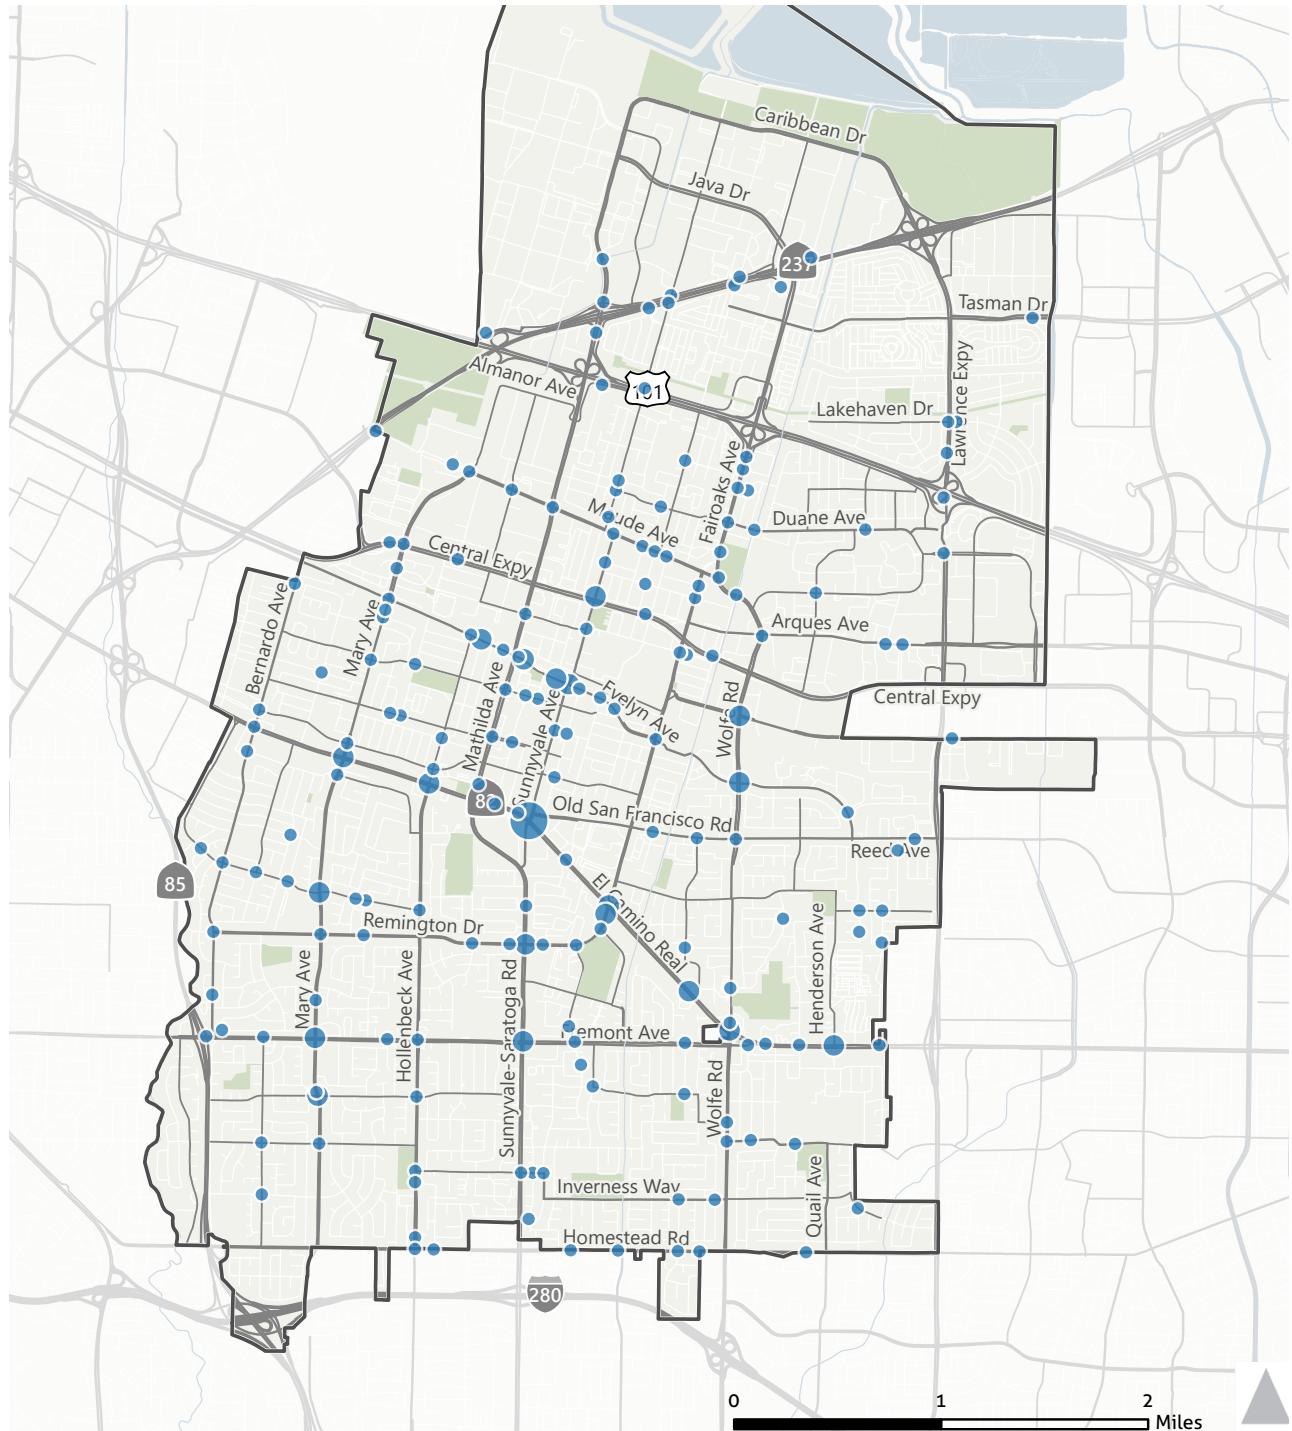 Caribbean Dr
Java Dr
237
Tasman Dr
Almanor Ave
101
Lawrence Expy
Lakehaven Dr
Fairoaks Ave
Maude Ave
Duane Ave
Central Expy
Bernardo Ave
Mary Ave
Arques Ave
Mathilda Ave
Sunnyvale Ave
Evelyn Ave
Wolfe Rd
Central Expy
Old San Francisco Rd
Reed Ave
85
El Camino Real
Remington Dr
Henderson Ave
Mary Ave
Hollenbeck Ave
Sunnyvale-Saratoga Rd
Wolfe Rd
Inverness Way
Quail Ave
Homestead Rd
280
0 1 2
Miles